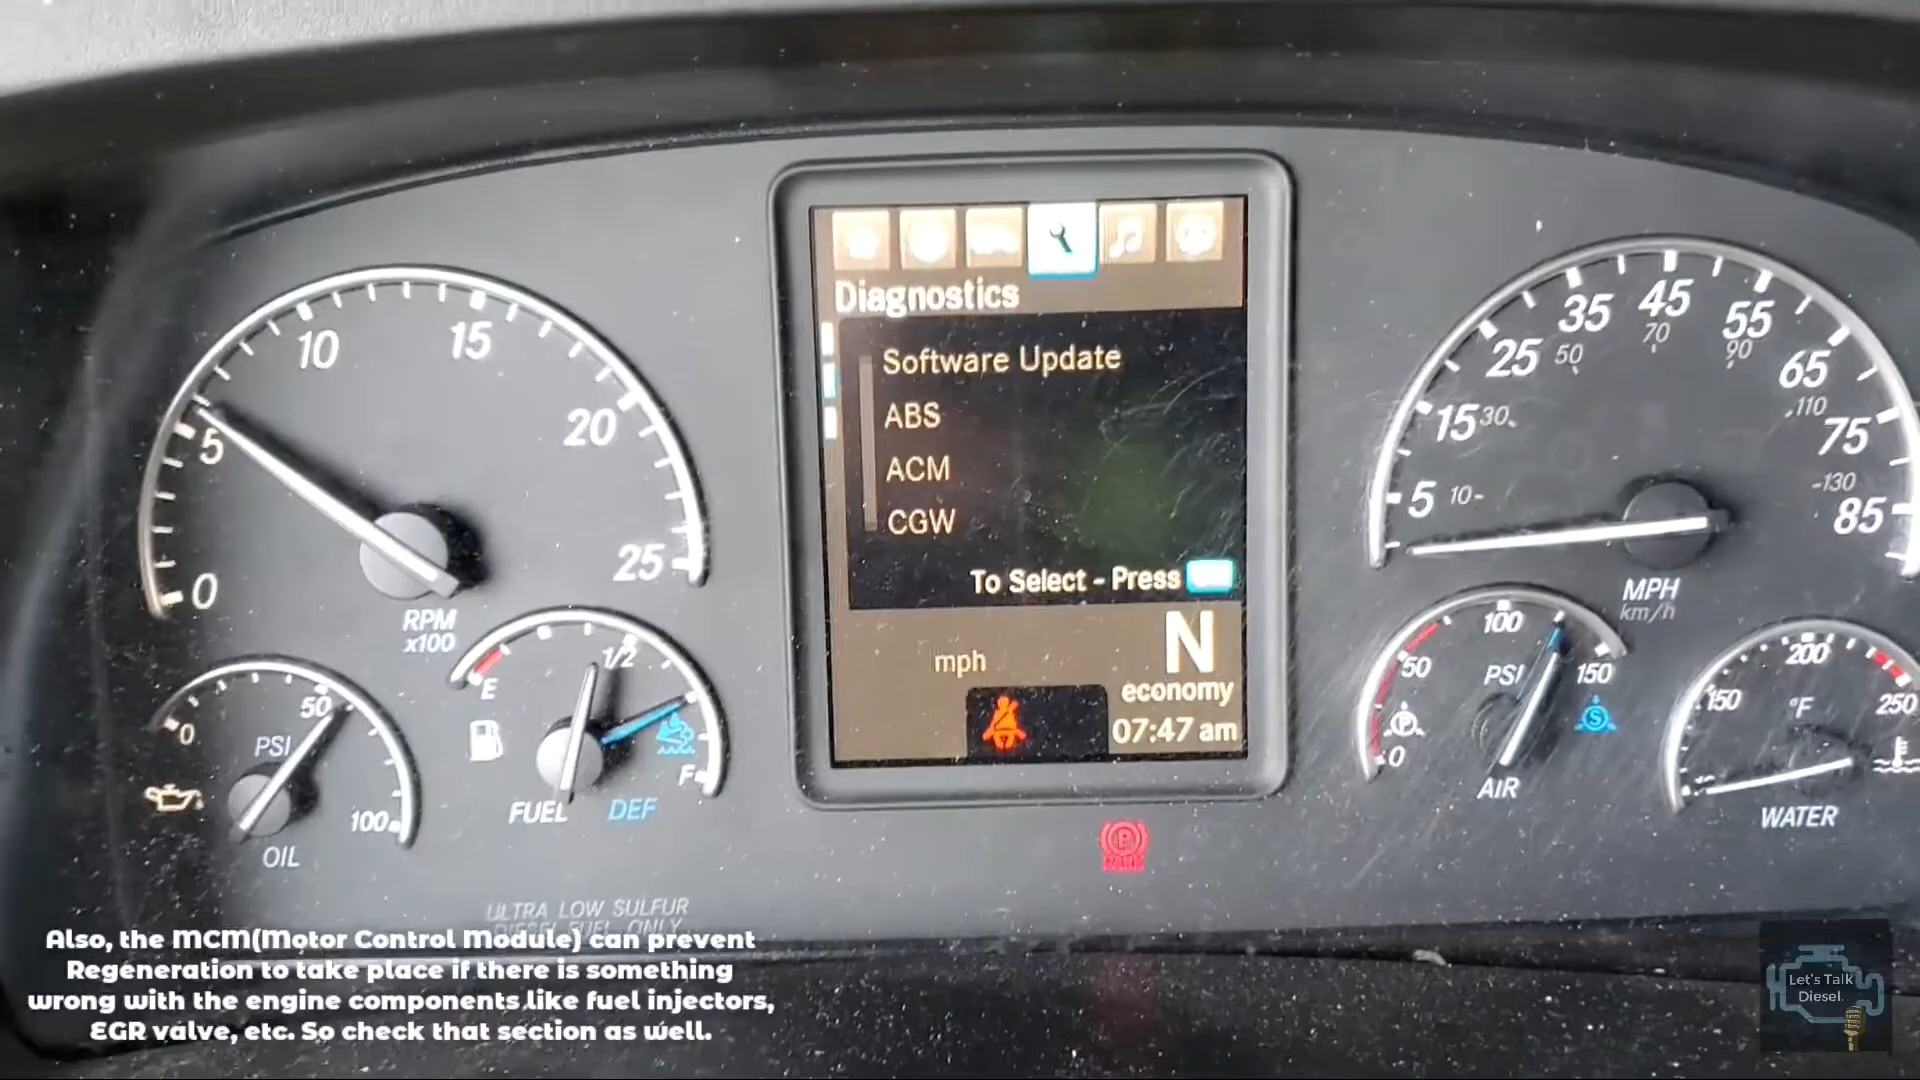 Diagnostics
Software Update
ABS
ACM
CGW
To Select - Press
mph
N
economy
07:47 am
0
5
10
15
20
25
RPM
x100
0
50
100
PSI
OIL
E
1/2
F
FUEL
DEF
ULTRA LOW SULFUR
DIESEL FUEL ONLY
5
15
25
35
45
55
65
75
85
10
30
50
70
90
110
130
MPH
km/h
0
50
100
150
PSI
P
S
AIR
150
200
250
°F
WATER
P
PARK
Also, the MCM(Motor Control Module) can prevent
Regeneration to take place if there is something
wrong with the engine components like fuel injectors,
EGR valve, etc. So check that section as well.
Let's Talk
Diesel.